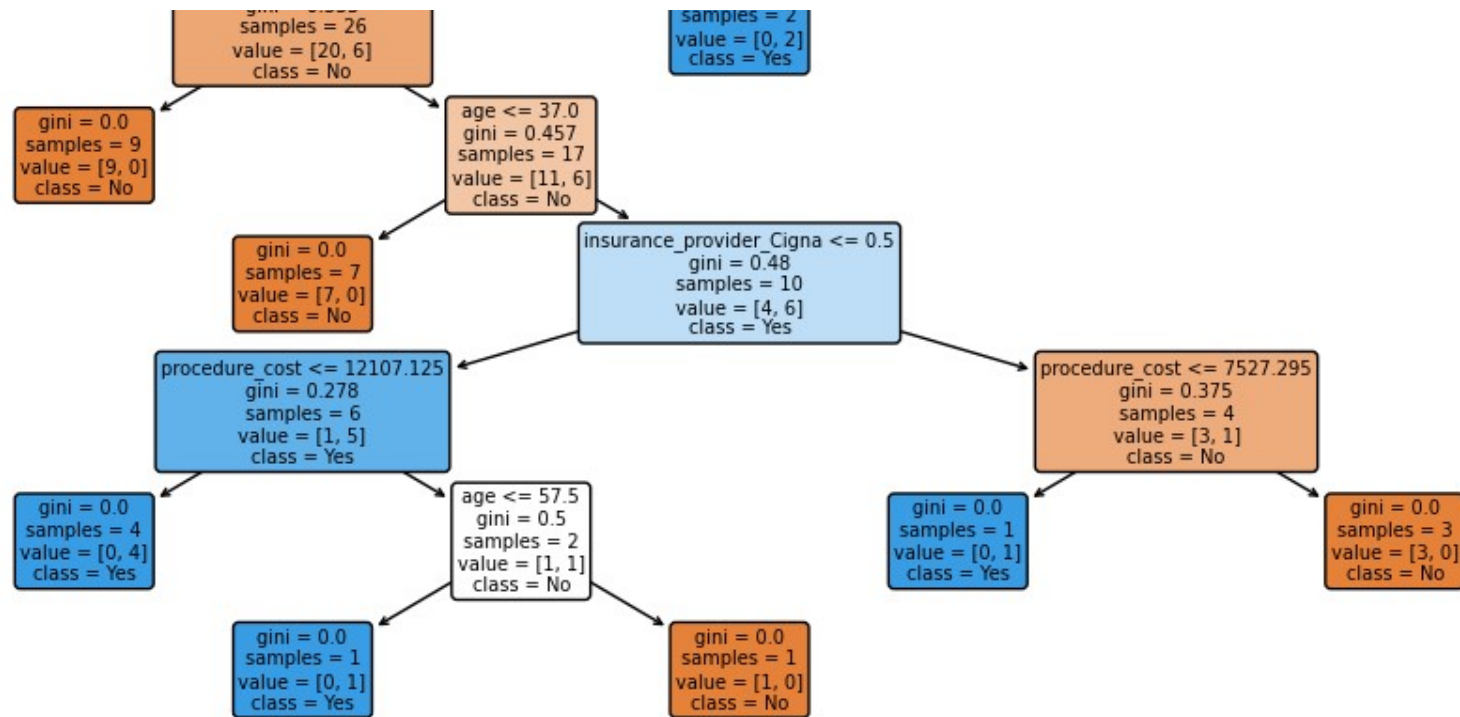 samples = 26
value = [20, 6]
class = No
samples = 2
value = [0, 2]
class = Yes
gini = 0.0
samples = 9
value = [9, 0]
class = No
age <= 37.0
gini = 0.457
samples = 17
value = [11, 6]
class = No
gini = 0.0
samples = 7
value = [7, 0]
class = No
insurance_provider_Cigna <= 0.5
gini = 0.48
samples = 10
value = [4, 6]
class = Yes
procedure_cost <= 12107.125
gini = 0.278
samples = 6
value = [1, 5]
class = Yes
procedure_cost <= 7527.295
gini = 0.375
samples = 4
value = [3, 1]
class = No
gini = 0.0
samples = 4
value = [0, 4]
class = Yes
age <= 57.5
gini = 0.5
samples = 2
value = [1, 1]
class = No
gini = 0.0
samples = 1
value = [0, 1]
class = Yes
gini = 0.0
samples = 3
value = [3, 0]
class = No
gini = 0.0
samples = 1
value = [0, 1]
class = Yes
gini = 0.0
samples = 1
value = [1, 0]
class = No